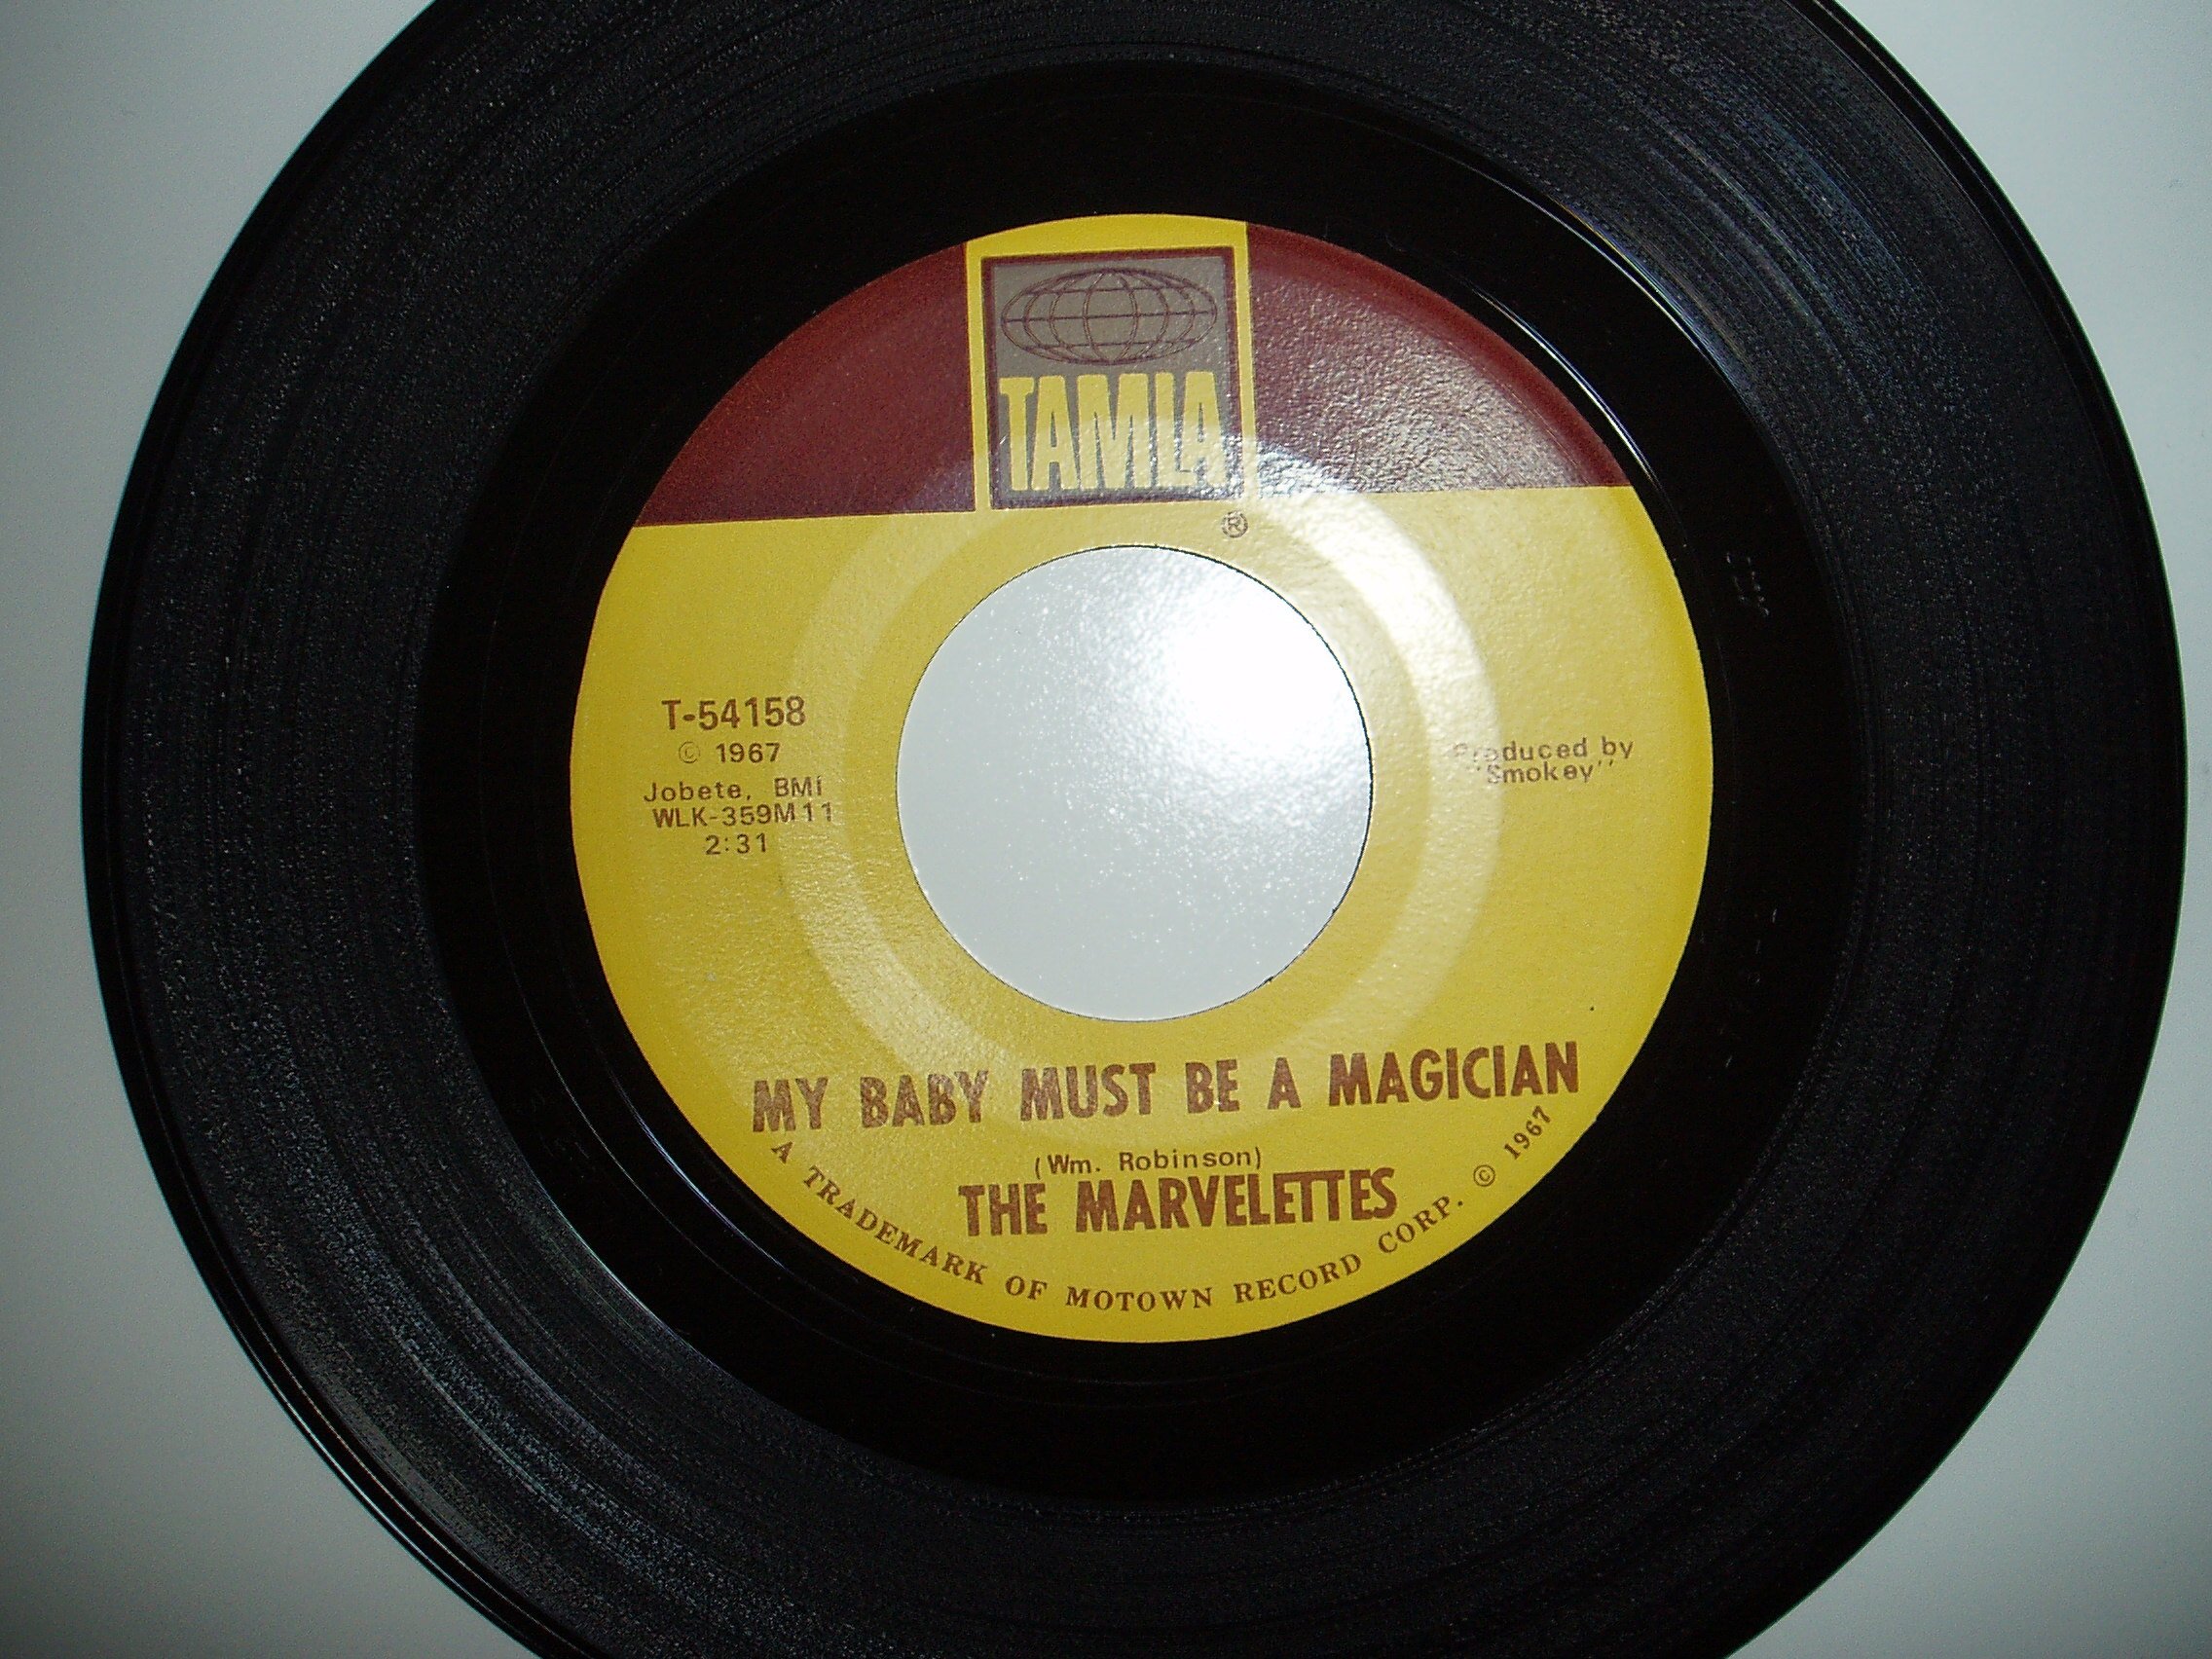 TAMLA
®
T-54158
© 1967
Jobete, BMI
WLK-359M11
2:31
Produced by
"Smokey"
MY BABY MUST BE A MAGICIAN
(Wm. Robinson)
THE MARVELETTES
A TRADEMARK OF MOTOWN RECORD CORP. © 1967